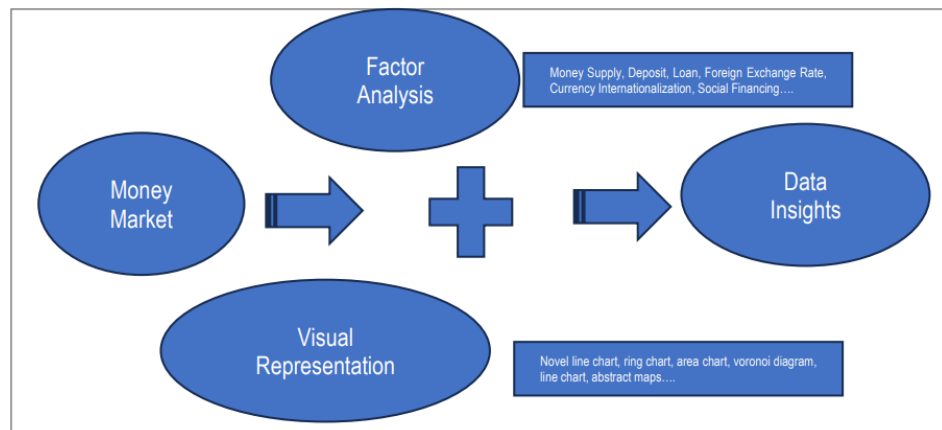 Factor
Analysis
Money Supply, Deposit, Loan, Foreign Exchange Rate,
Currency Internationalization, Social Financing....
Money
Market
Data
Insights
Visual
Representation
Novel line chart, ring chart, area chart, voronoi diagram,
line chart, abstract maps....